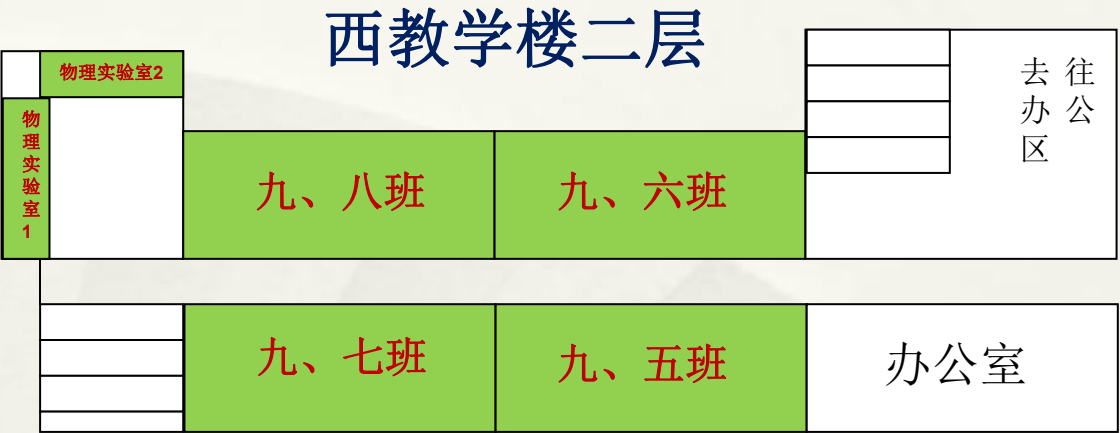 西教学楼二层
物理实验室2
物理实验室1
九、八班
九、六班
去往办公区
九、七班
九、五班
办公室